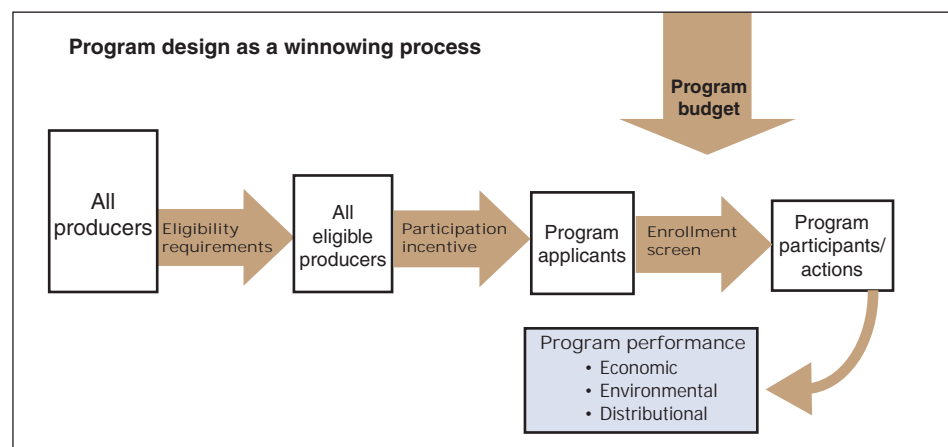 Program design as a winnowing process
Program
budget
All
producers
Eligibility
requirements
All
eligible
producers
Participation
incentive
Program
applicants
Enrollment
screen
Program
participants/
actions
Program performance
• Economic
• Environmental
• Distributional